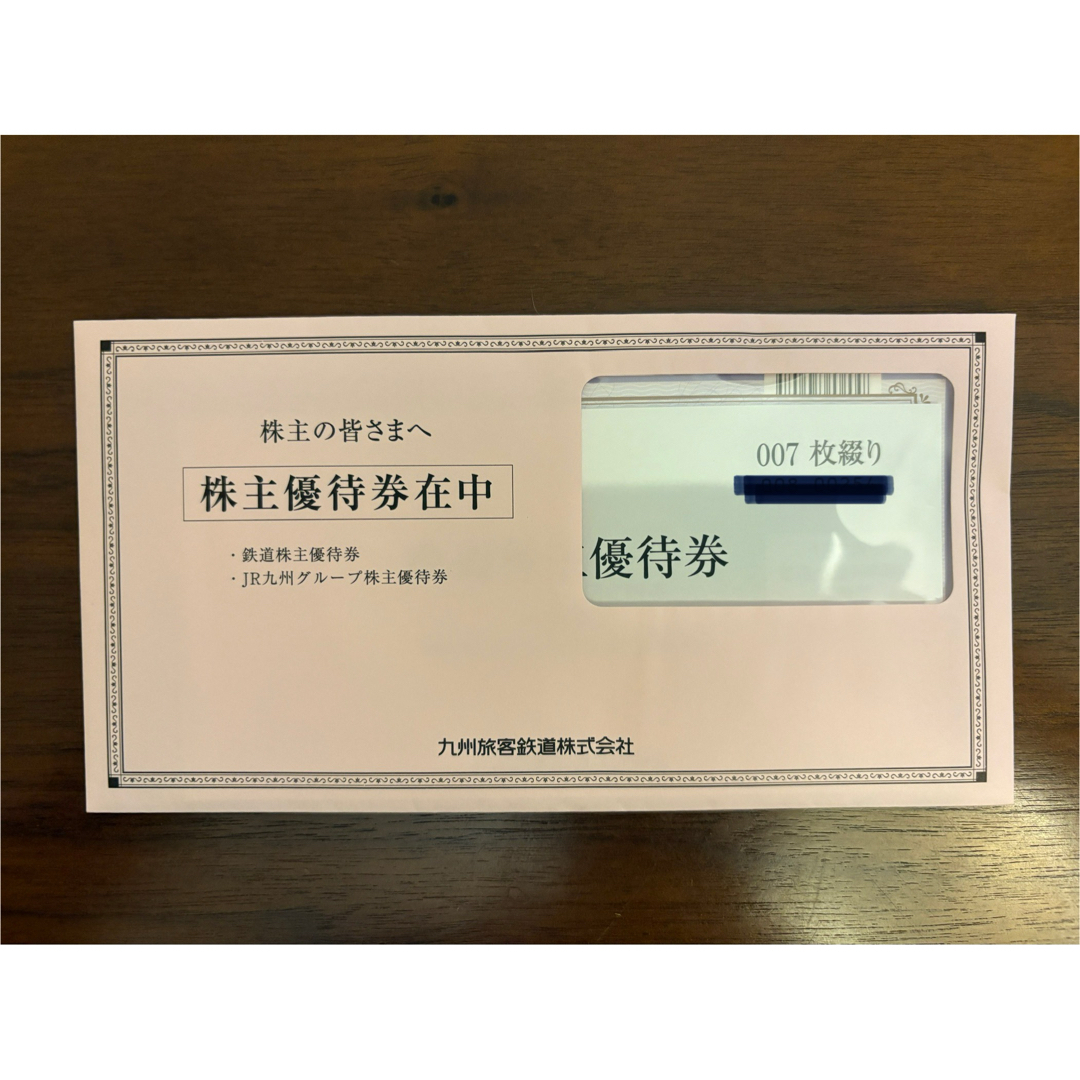 株主の皆さまへ
株主優待券在中
・鉄道株主優待券
・JR九州グループ株主優待券
007 枚綴り
優待券
九州旅客鉄道株式会社